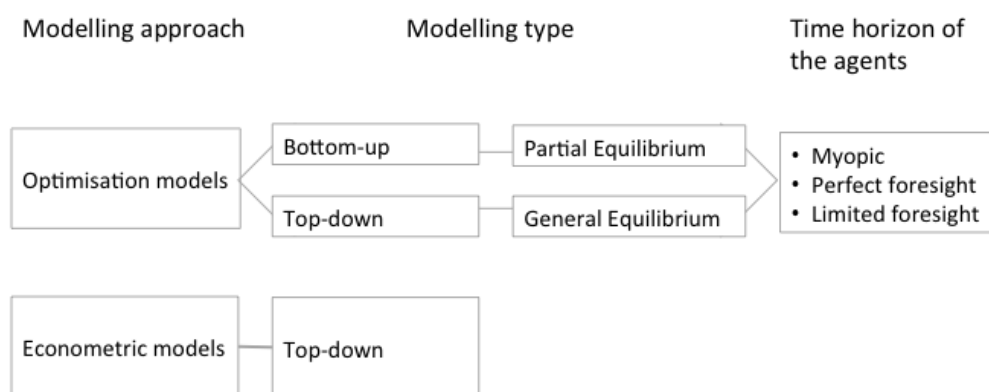 Modelling approach
Modelling type
Time horizon of
the agents
Optimisation models
Bottom-up
Partial Equilibrium
Top-down
General Equilibrium
• Myopic
• Perfect foresight
• Limited foresight
Econometric models
Top-down